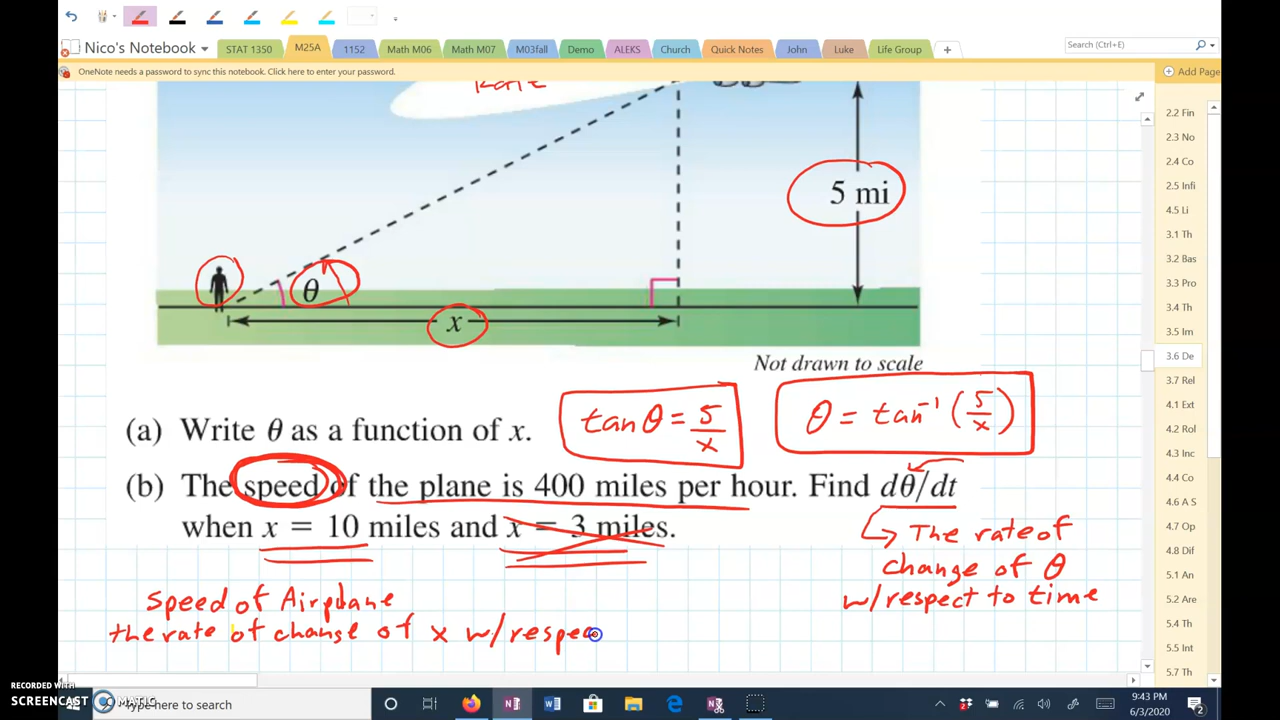 Nico's Notebook
STAT 1350
M25A
1152
Math M06
Math M07
M03fall
Demo
ALEKS
Church
Quick Notes
John
Luke
Life Group
Search (Ctrl+E)
OneNote needs a password to sync this notebook. Click here to enter your password.
Add Page
2.2 Fin
2.3 No
2.4 Co
2.5 Infi
4.5 Li
3.1 Th
3.2 Bas
3.3 Pro
3.4 Th
3.5 Im
3.6 De
3.7 Rel
4.1 Ext
4.2 Rol
4.3 Inc
4.4 Co
4.6 A S
4.7 Op
4.8 Dif
5.1 An
5.2 Are
5.4 Th
5.6 Inv
5.7 Th
5 mi
θ
x
Not drawn to scale
(a) Write θ as a function of x.
tan θ = 5/x
θ = tan⁻¹(5/x)
(b) The speed of the plane is 400 miles per hour. Find dθ/dt
when x = 10 miles and x = 3 miles.
The rate of
change of θ
w/respect to time
speed of Airplane
the rate of change of x w/respec
RECORDED WITH
SCREENCAST MATIC
Type here to search
9:43 PM
6/3/2020
2